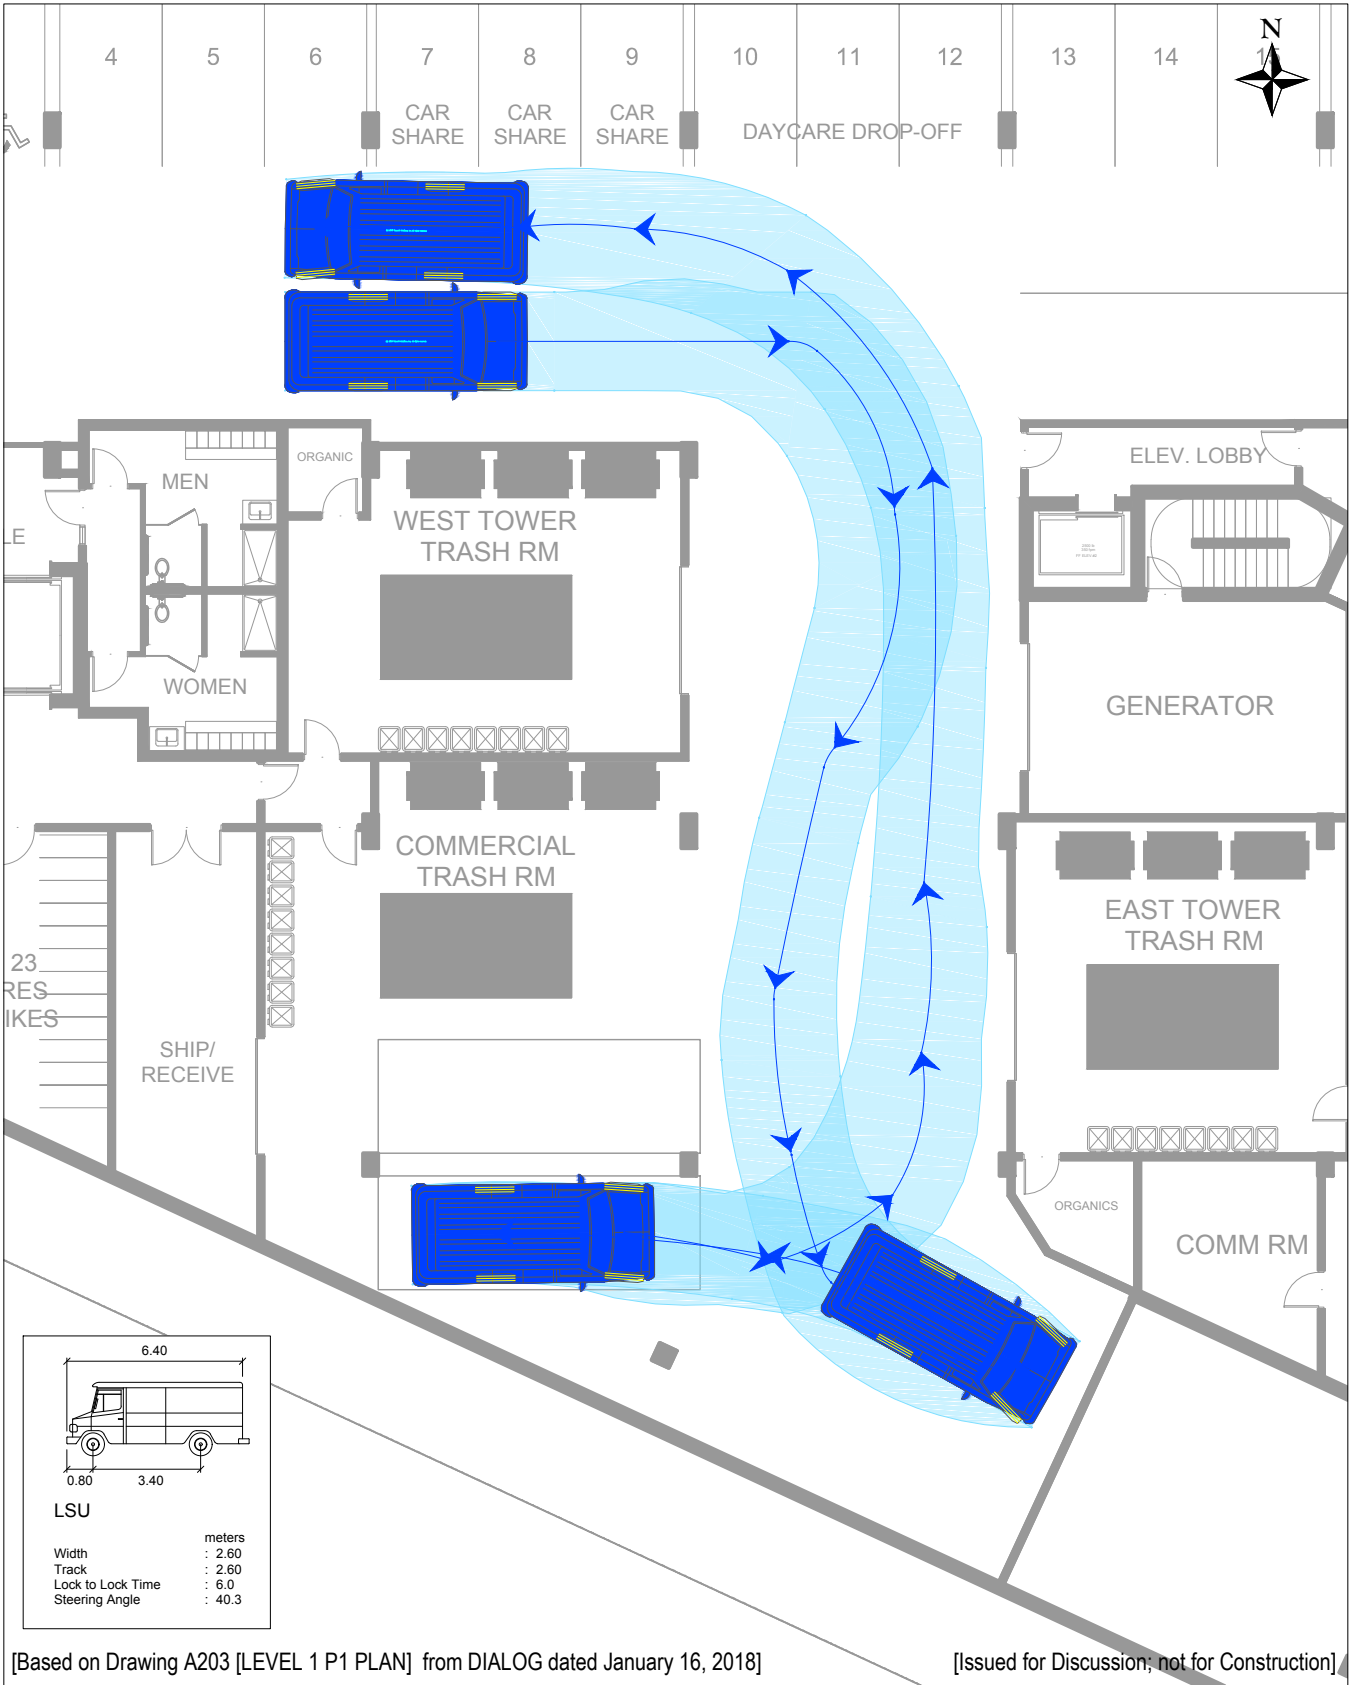 N
4 5 6 7 8 9 10 11 12 13 14 15
CAR
SHARE
CAR
SHARE
CAR
SHARE
DAYCARE DROP-OFF
ORGANIC
MEN
WEST TOWER
TRASH RM
ELEV. LOBBY
LE
WOMEN
GENERATOR
COMMERCIAL
TRASH RM
EAST TOWER
TRASH RM
23
RES
IKES
SHIP/
RECEIVE
ORGANICS
COMM RM
6.40
0.80 3.40
LSU
meters
Width : 2.60
Track : 2.60
Lock to Lock Time : 6.0
Steering Angle : 40.3
[Based on Drawing A203 [LEVEL 1 P1 PLAN] from DIALOG dated January 16, 2018]
[Issued for Discussion; not for Construction]